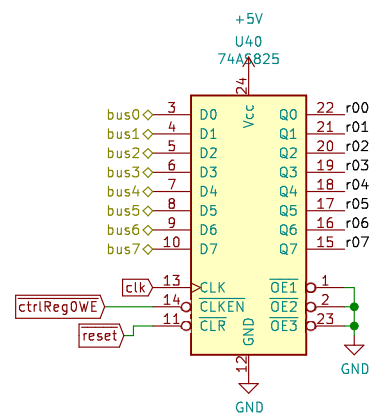 +5V
U40
74AS825
24
Vcc
bus0 3 D0 Q0 22 r00
bus1 4 D1 Q1 21 r01
bus2 5 D2 Q2 20 r02
bus3 6 D3 Q3 19 r03
bus4 7 D4 Q4 18 r04
bus5 8 D5 Q5 17 r05
bus6 9 D6 Q6 16 r06
bus7 10 D7 Q7 15 r07
clk 13 CLK OE1 1
ctrlReg0WE 14 CLKEN OE2 2
reset 11 CLR OE3 23
GND
12
GND
GND